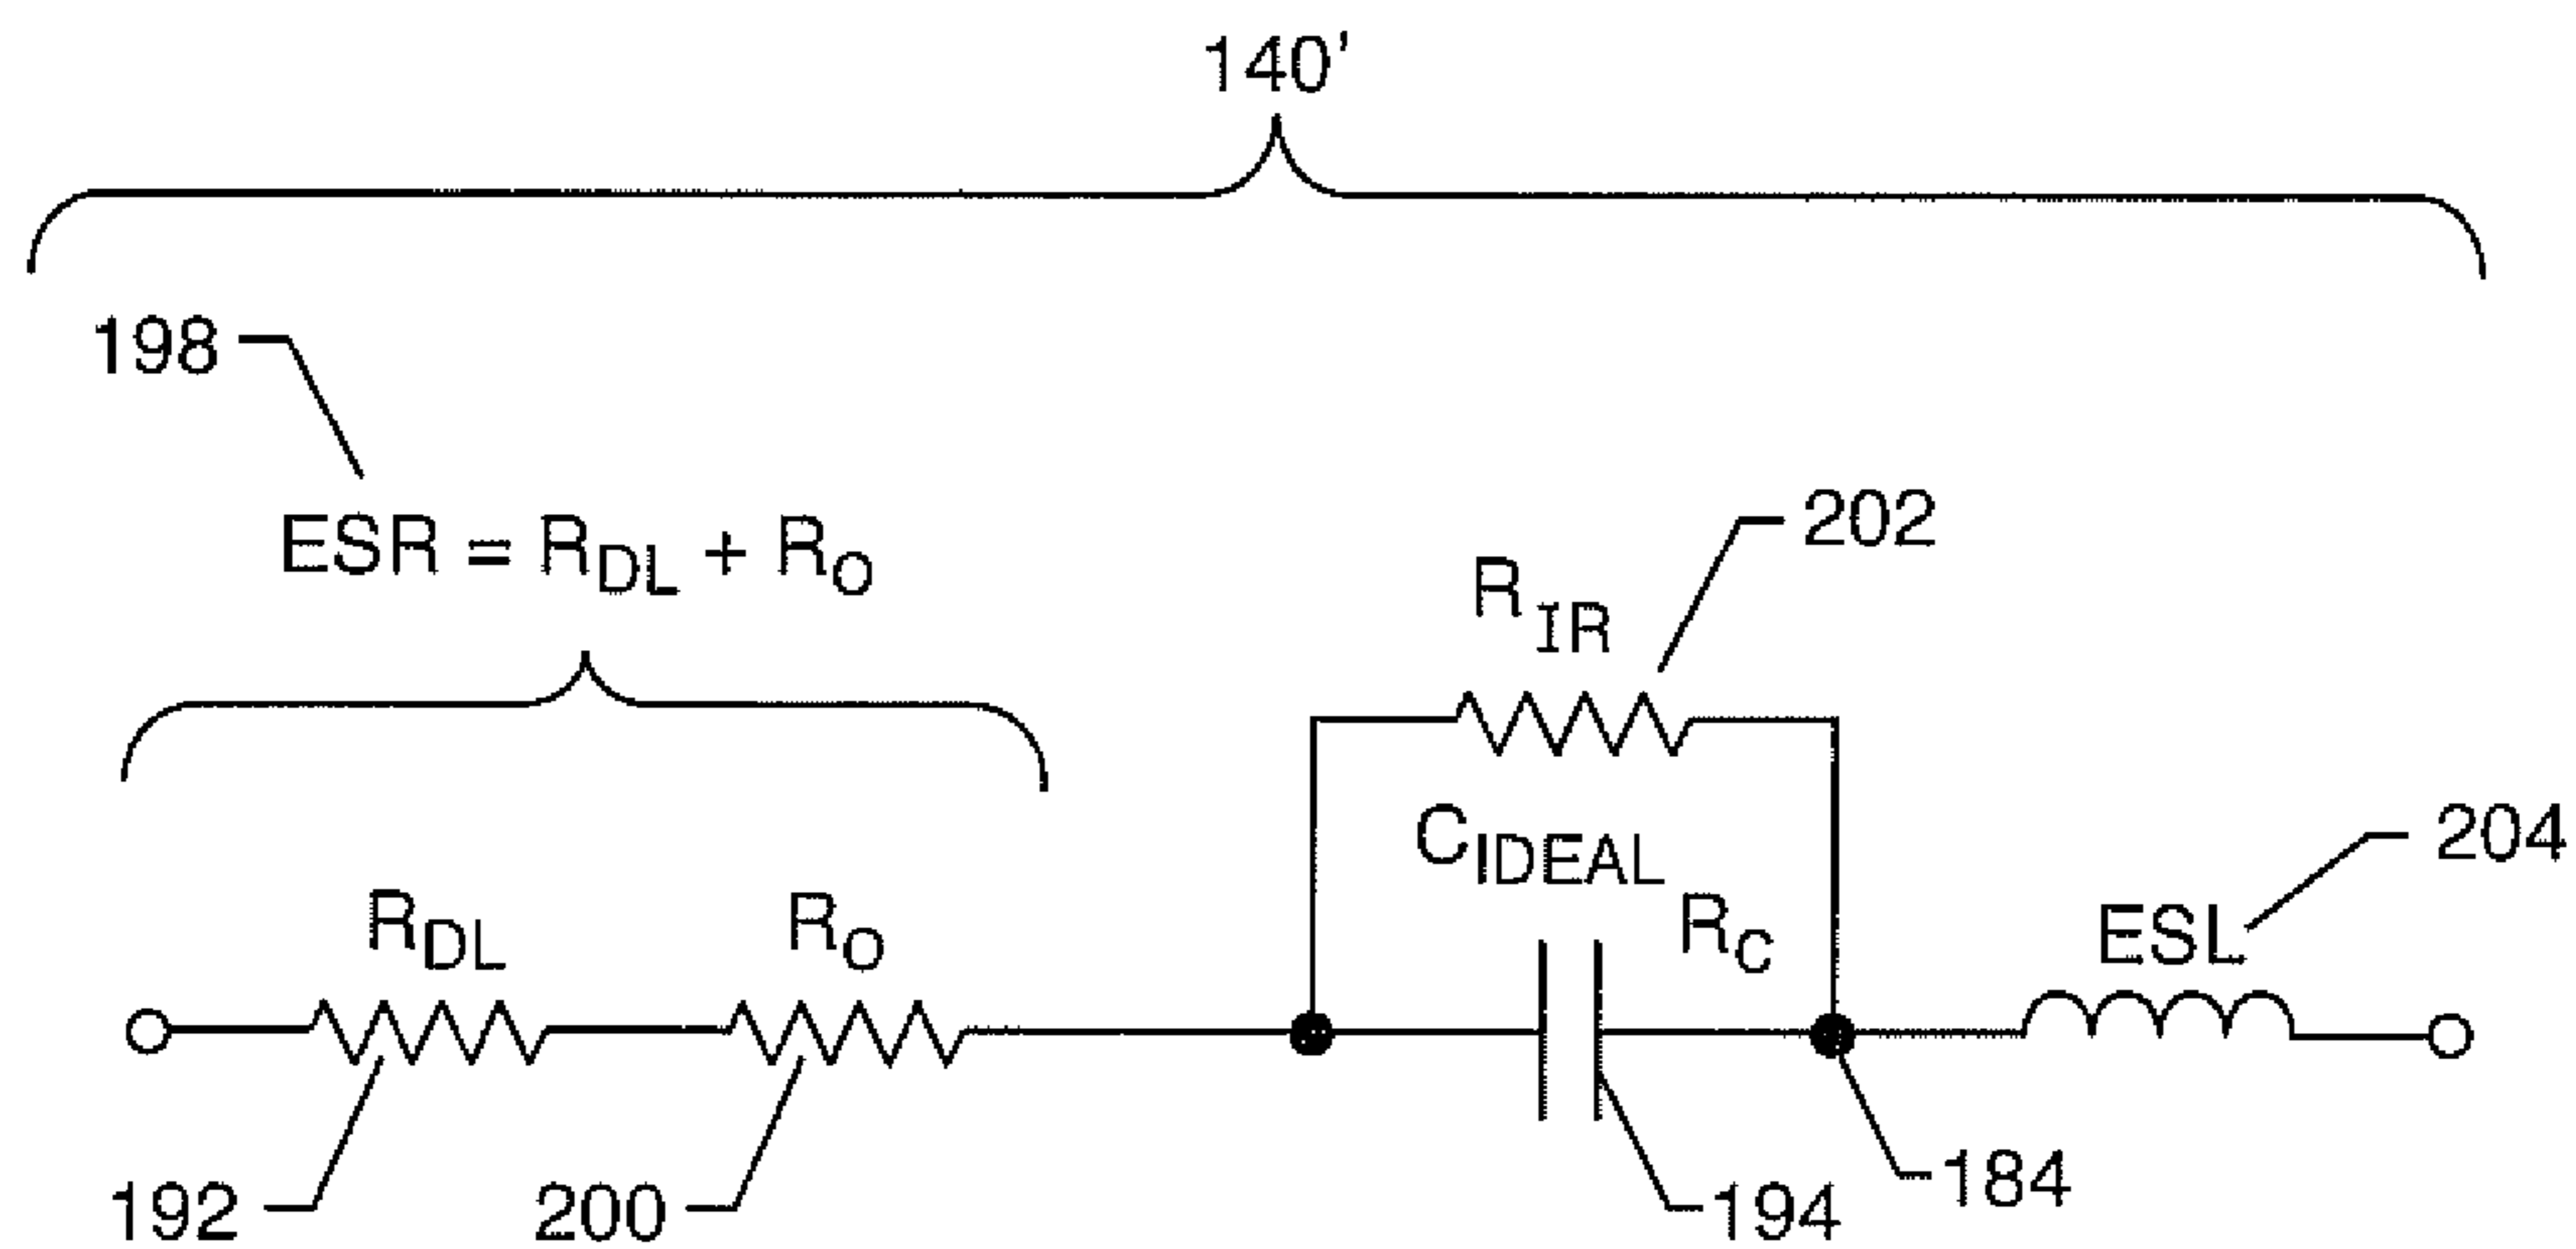 140'
198
ESR = R_DL + R_O
202
R_IR
C_IDEAL
204
R_DL
R_O
R_C
ESL
192
200
194
184